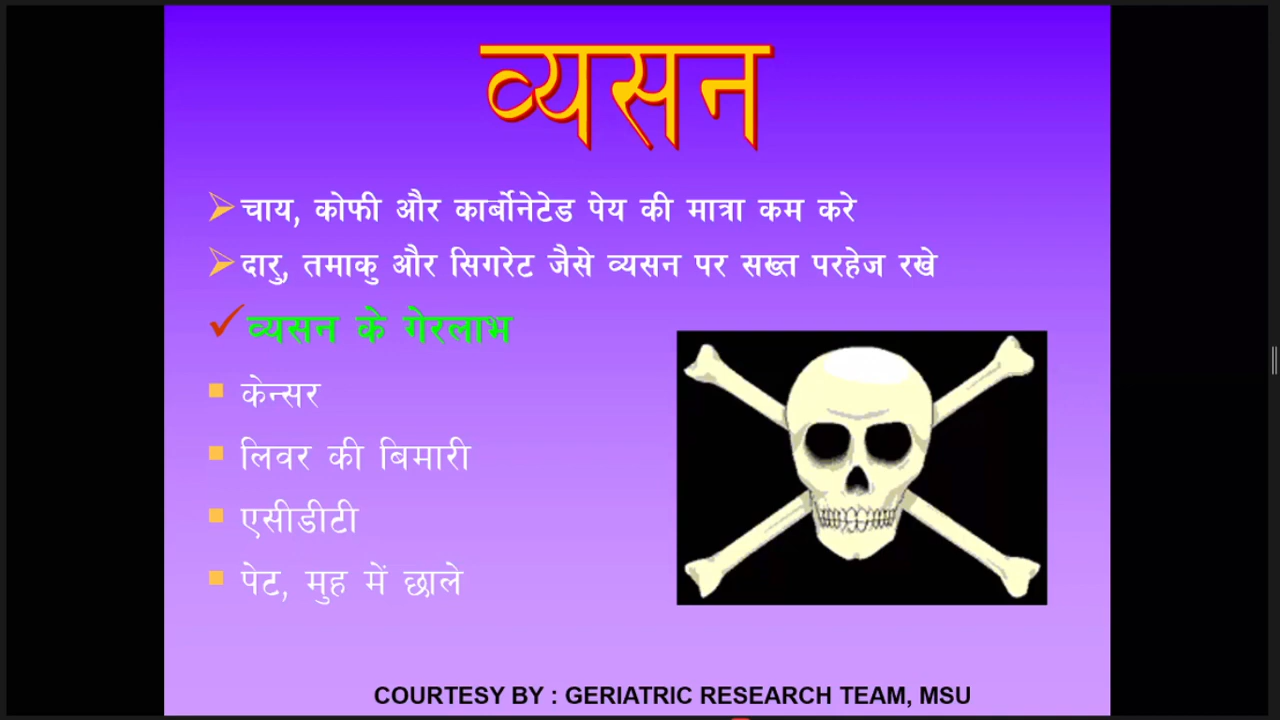 व्यसन
चाय, कोफी और कार्बोनेटेड पेय की मात्रा कम करे
दारु, तमाकु और सिगरेट जैसे व्यसन पर सख्त परहेज रखे
व्यसन के गेरलाभ
केन्सर
लिवर की बिमारी
एसीडीटी
पेट, मुह में छाले
COURTESY BY : GERIATRIC RESEARCH TEAM, MSU